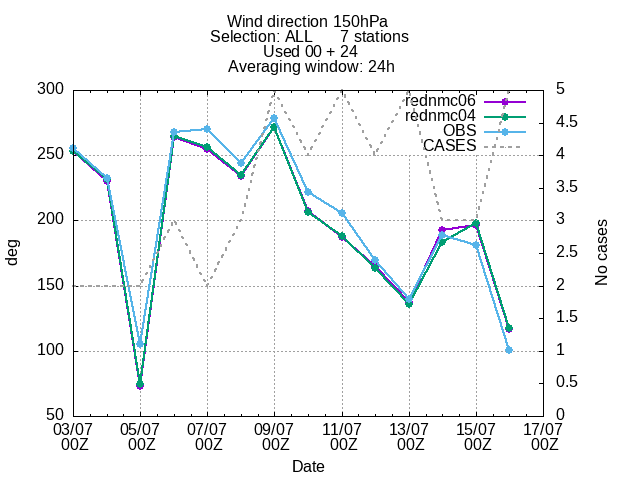 Wind direction 150hPa
Selection: ALL 7 stations
Used 00 + 24
Averaging window: 24h
rednmc06
rednmc04
OBS
CASES
300
250
200
150
100
50
deg
5
4.5
4
3.5
3
2.5
2
1.5
1
0.5
0
No cases
03/07 05/07 07/07 09/07 11/07 13/07 15/07 17/07
00Z 00Z 00Z 00Z 00Z 00Z 00Z 00Z
Date